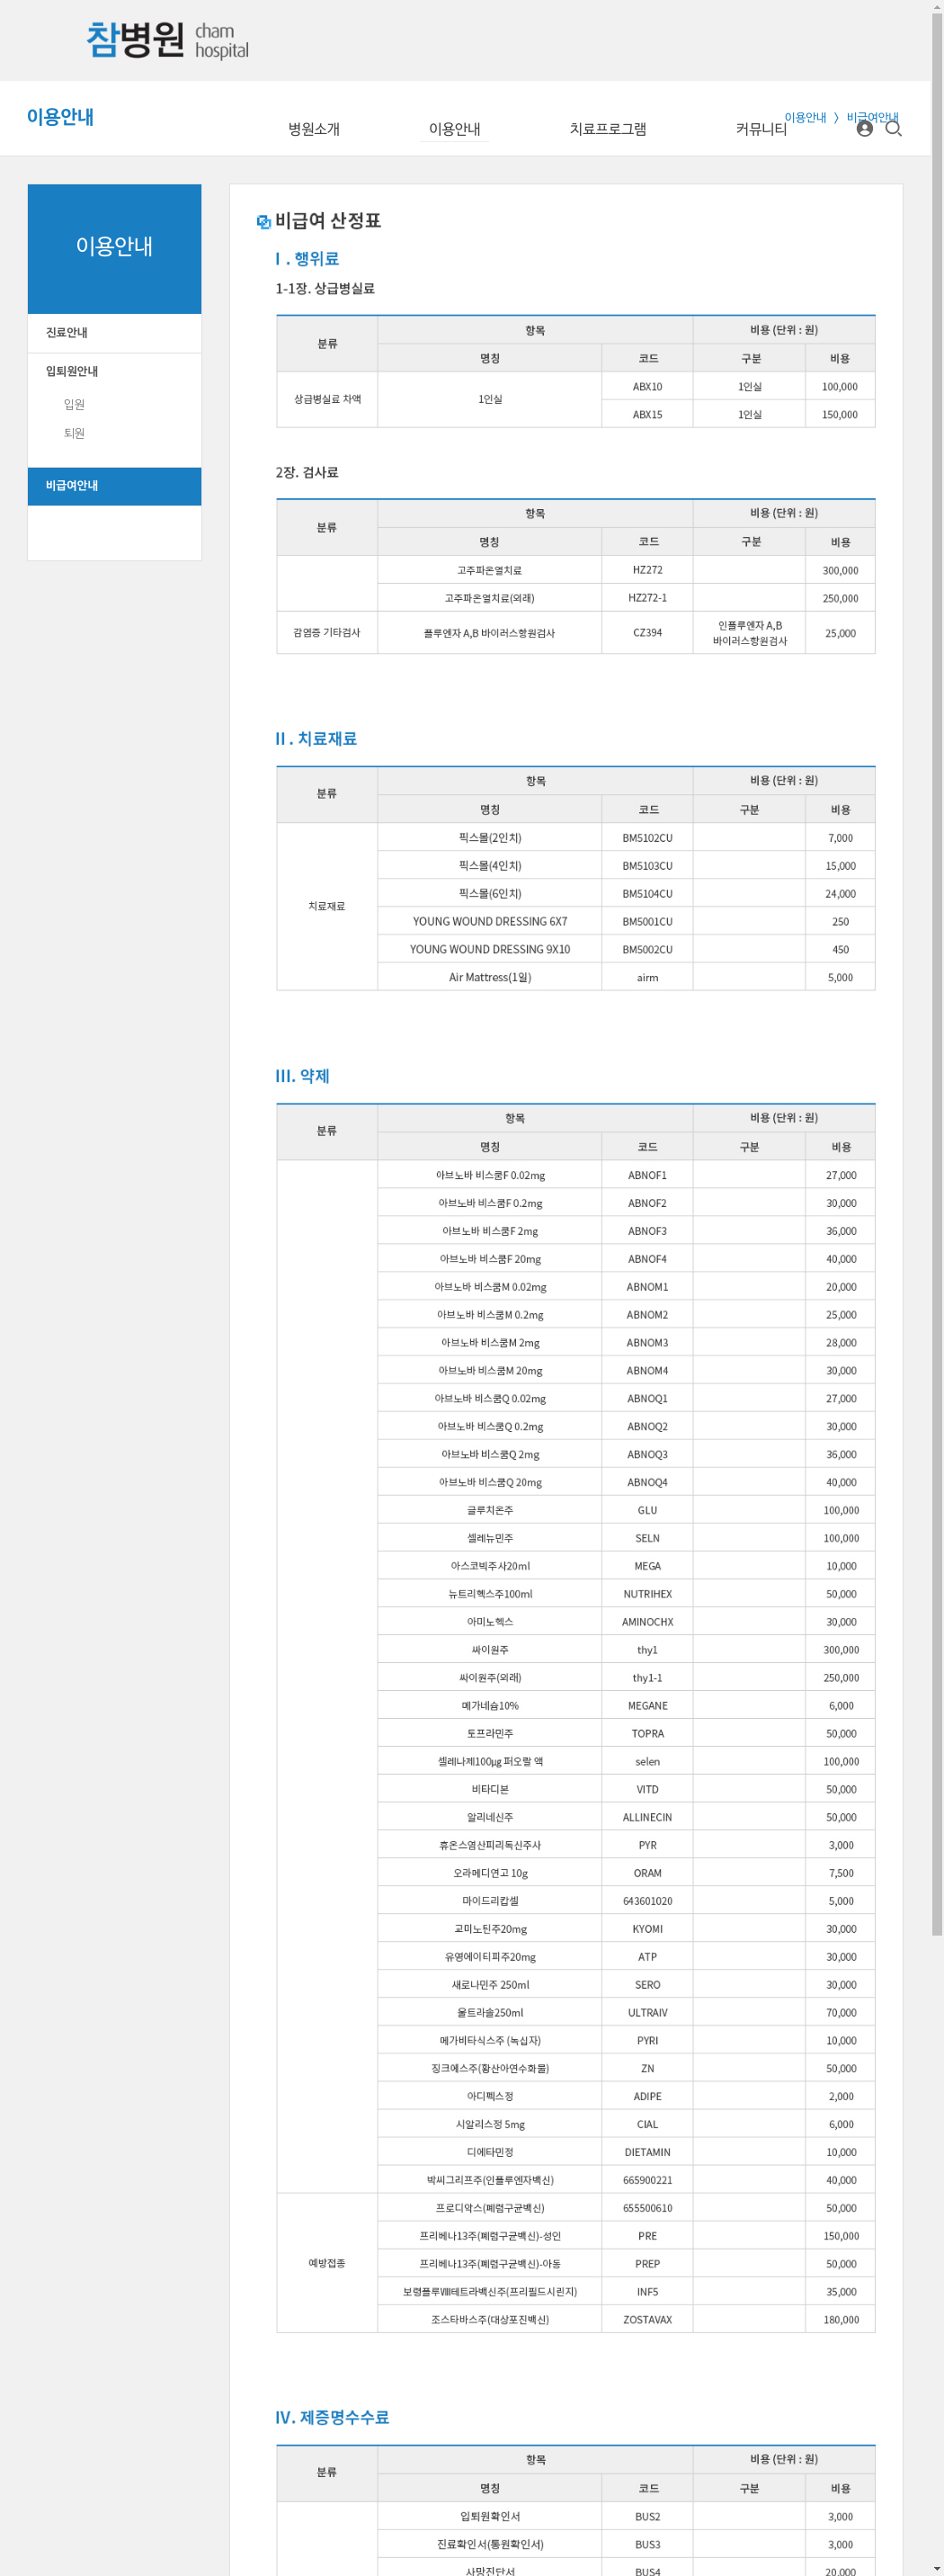 참병원 cham hospital
이용안내
병원소개 이용안내 치료프로그램 커뮤니티
이용안내 > 비급여안내
이용안내
진료안내
입퇴원안내
입원
퇴원
비급여안내
비급여 산정표
I . 행위료
1-1장. 상급병실료
분류 항목 비용 (단위 : 원)
명칭 코드 구분 비용
상급병실료 차액 1인실 ABX10 1인실 100,000
ABX15 1인실 150,000
2장. 검사료
분류 항목 비용 (단위 : 원)
명칭 코드 구분 비용
고주파온열치료 HZ272 300,000
고주파온열치료(외래) HZ272-1 250,000
감염증 기타검사 플루엔자 A,B 바이러스항원검사 CZ394 인플루엔자 A,B 바이러스항원검사 25,000
II . 치료재료
분류 항목 비용 (단위 : 원)
명칭 코드 구분 비용
치료재료
픽스몰(2인치) BM5102CU 7,000
픽스몰(4인치) BM5103CU 15,000
픽스몰(6인치) BM5104CU 24,000
YOUNG WOUND DRESSING 6X7 BM5001CU 250
YOUNG WOUND DRESSING 9X10 BM5002CU 450
Air Mattress(1일) airm 5,000
III. 약제
분류 항목 비용 (단위 : 원)
명칭 코드 구분 비용
아브노바 비스쿰F 0.02mg ABNOF1 27,000
아브노바 비스쿰F 0.2mg ABNOF2 30,000
아브노바 비스쿰F 2mg ABNOF3 36,000
아브노바 비스쿰F 20mg ABNOF4 40,000
아브노바 비스쿰M 0.02mg ABNOM1 20,000
아브노바 비스쿰M 0.2mg ABNOM2 25,000
아브노바 비스쿰M 2mg ABNOM3 28,000
아브노바 비스쿰M 20mg ABNOM4 30,000
아브노바 비스쿰Q 0.02mg ABNOQ1 27,000
아브노바 비스쿰Q 0.2mg ABNOQ2 30,000
아브노바 비스쿰Q 2mg ABNOQ3 36,000
아브노바 비스쿰Q 20mg ABNOQ4 40,000
글루치온주 GLU 100,000
셀레뉴민주 SELN 100,000
아스코빅주사20ml MEGA 10,000
뉴트리헥스주100ml NUTRIHEX 50,000
아미노헥스 AMINOCHX 30,000
싸이원주 thy1 300,000
싸이원주(외래) thy1-1 250,000
메가네슘10% MEGANE 6,000
토프라민주 TOPRA 50,000
셀레나제100μg 퍼오랄 액 selen 100,000
비타디본 VITD 50,000
알리네신주 ALLINECIN 50,000
휴온스염산피리독신주사 PYR 3,000
오라메디연고 10g ORAM 7,500
마이드리캅셀 643601020 5,000
교미노틴주20mg KYOMI 30,000
유영에이티피주20mg ATP 30,000
새로나민주 250ml SERO 30,000
울트라솔250ml ULTRAIV 70,000
메가비타식스주 (녹십자) PYRI 10,000
징크에스주(황산아연수화물) ZN 50,000
아디펙스정 ADIPE 2,000
시알리스정 5mg CIAL 6,000
디에타민정 DIETAMIN 10,000
박씨그리프주(인플루엔자백신) 665900221 40,000
예방접종
프로디악스(폐렴구균백신) 655500610 50,000
프리베나13주(폐렴구균백신)-성인 PRE 150,000
프리베나13주(폐렴구균백신)-아동 PREP 50,000
보령플루Ⅷ테트라백신주(프리필드시린지) INF5 35,000
조스타바스주(대상포진백신) ZOSTAVAX 180,000
IV. 제증명수수료
분류 항목 비용 (단위 : 원)
명칭 코드 구분 비용
입퇴원확인서 BUS2 3,000
진료확인서(통원확인서) BUS3 3,000
사망진단서 BUS4 20,000